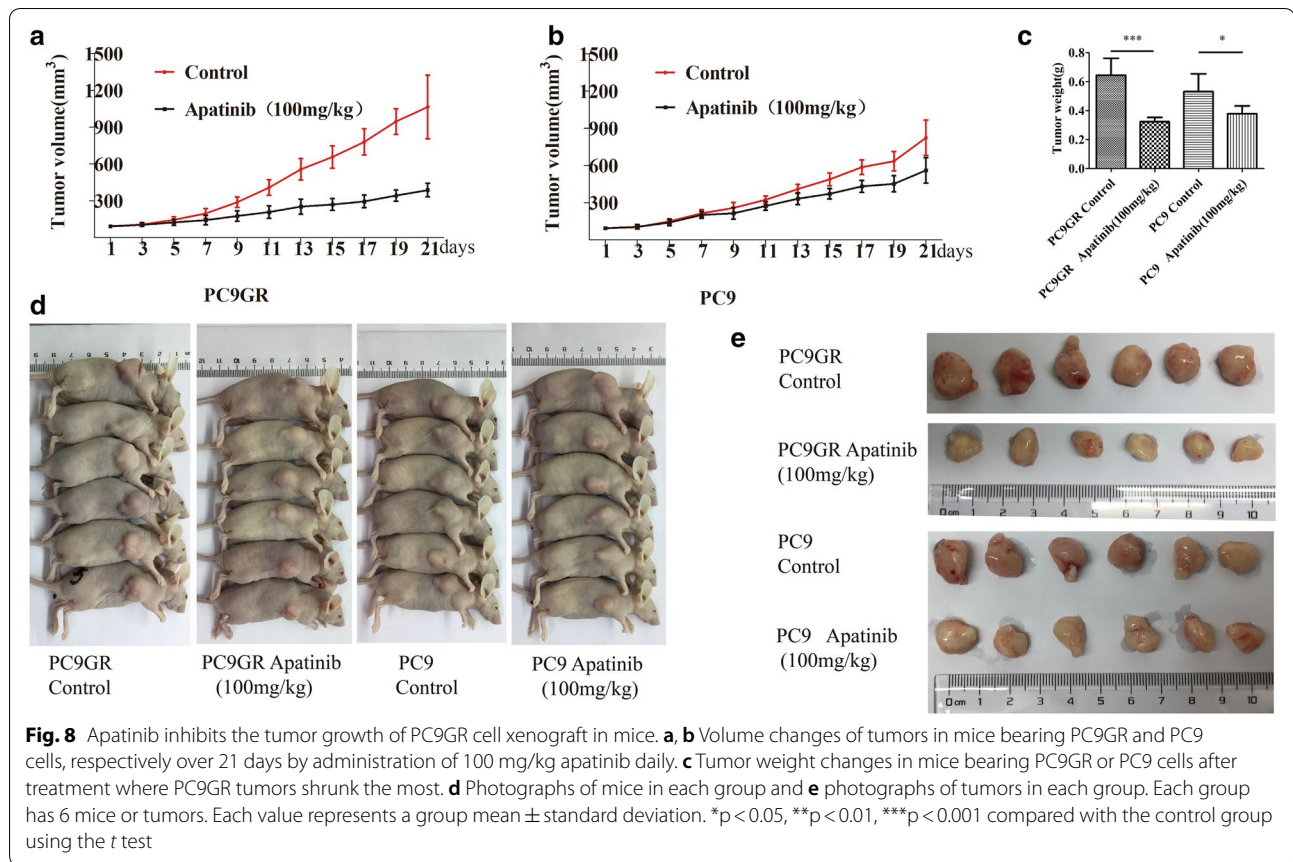 a
1500
1200
900
600
300
Tumor volume(mm³)
Control
Apatinib（100mg/kg）
1 3 5 7 9 11 13 15 17 19 21 days
PC9GR
b
1500
1200
900
600
300
Tumor volume(mm³)
Control
Apatinib（100mg/kg）
1 3 5 7 9 11 13 15 17 19 21 days
PC9
c
*** *
0.8
0.6
0.4
0.2
0.0
Tumor weight(g)
PC9GR Control
PC9GR Apatinib(100mg/kg)
PC9 Control
PC9 Apatinib(100mg/kg)
d
PC9GR
Control
PC9GR Apatinib
(100mg/kg)
PC9
Control
PC9 Apatinib
(100mg/kg)
e
PC9GR
Control
PC9GR Apatinib
(100mg/kg)
0cm 1 2 3 4 5 6 7 8 9 10
PC9
Control
PC9 Apatinib
(100mg/kg)
0cm 1 2 3 4 5 6 7 8 9 10
Fig. 8 Apatinib inhibits the tumor growth of PC9GR cell xenograft in mice. a, b Volume changes of tumors in mice bearing PC9GR and PC9
cells, respectively over 21 days by administration of 100 mg/kg apatinib daily. c Tumor weight changes in mice bearing PC9GR or PC9 cells after
treatment where PC9GR tumors shrunk the most. d Photographs of mice in each group and e photographs of tumors in each group. Each group
has 6 mice or tumors. Each value represents a group mean ± standard deviation. *p < 0.05, **p < 0.01, ***p < 0.001 compared with the control group
using the t test